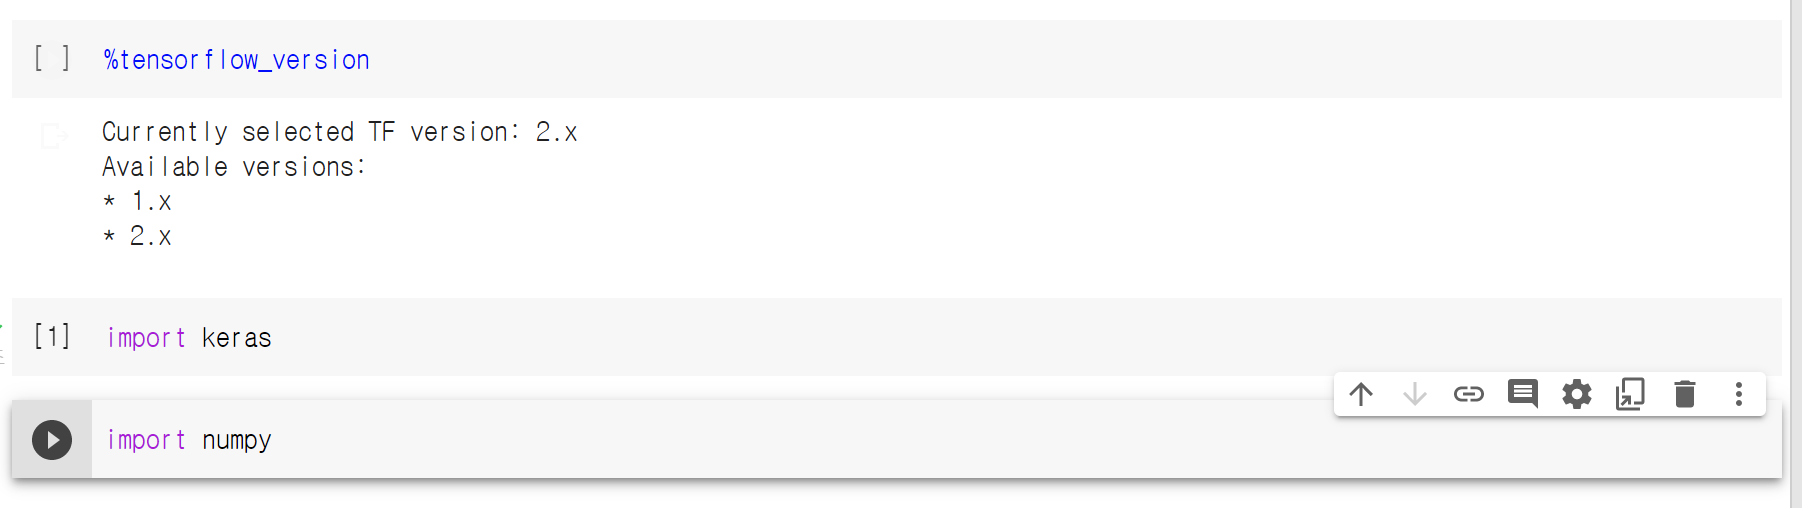 [ ] %tensorflow_version
Currently selected TF version: 2.x
Available versions:
* 1.x
* 2.x
[1] import keras
import numpy